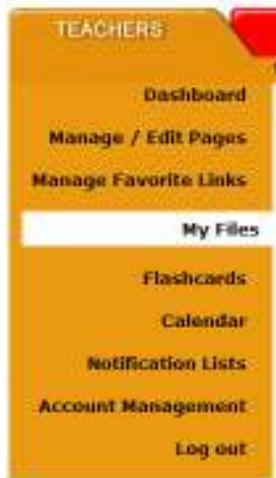 TEACHERS
Dashboard
Manage / Edit Pages
Manage Favorite Links
My Files
Flashcards
Calendar
Notification Lists
Account Management
Log out